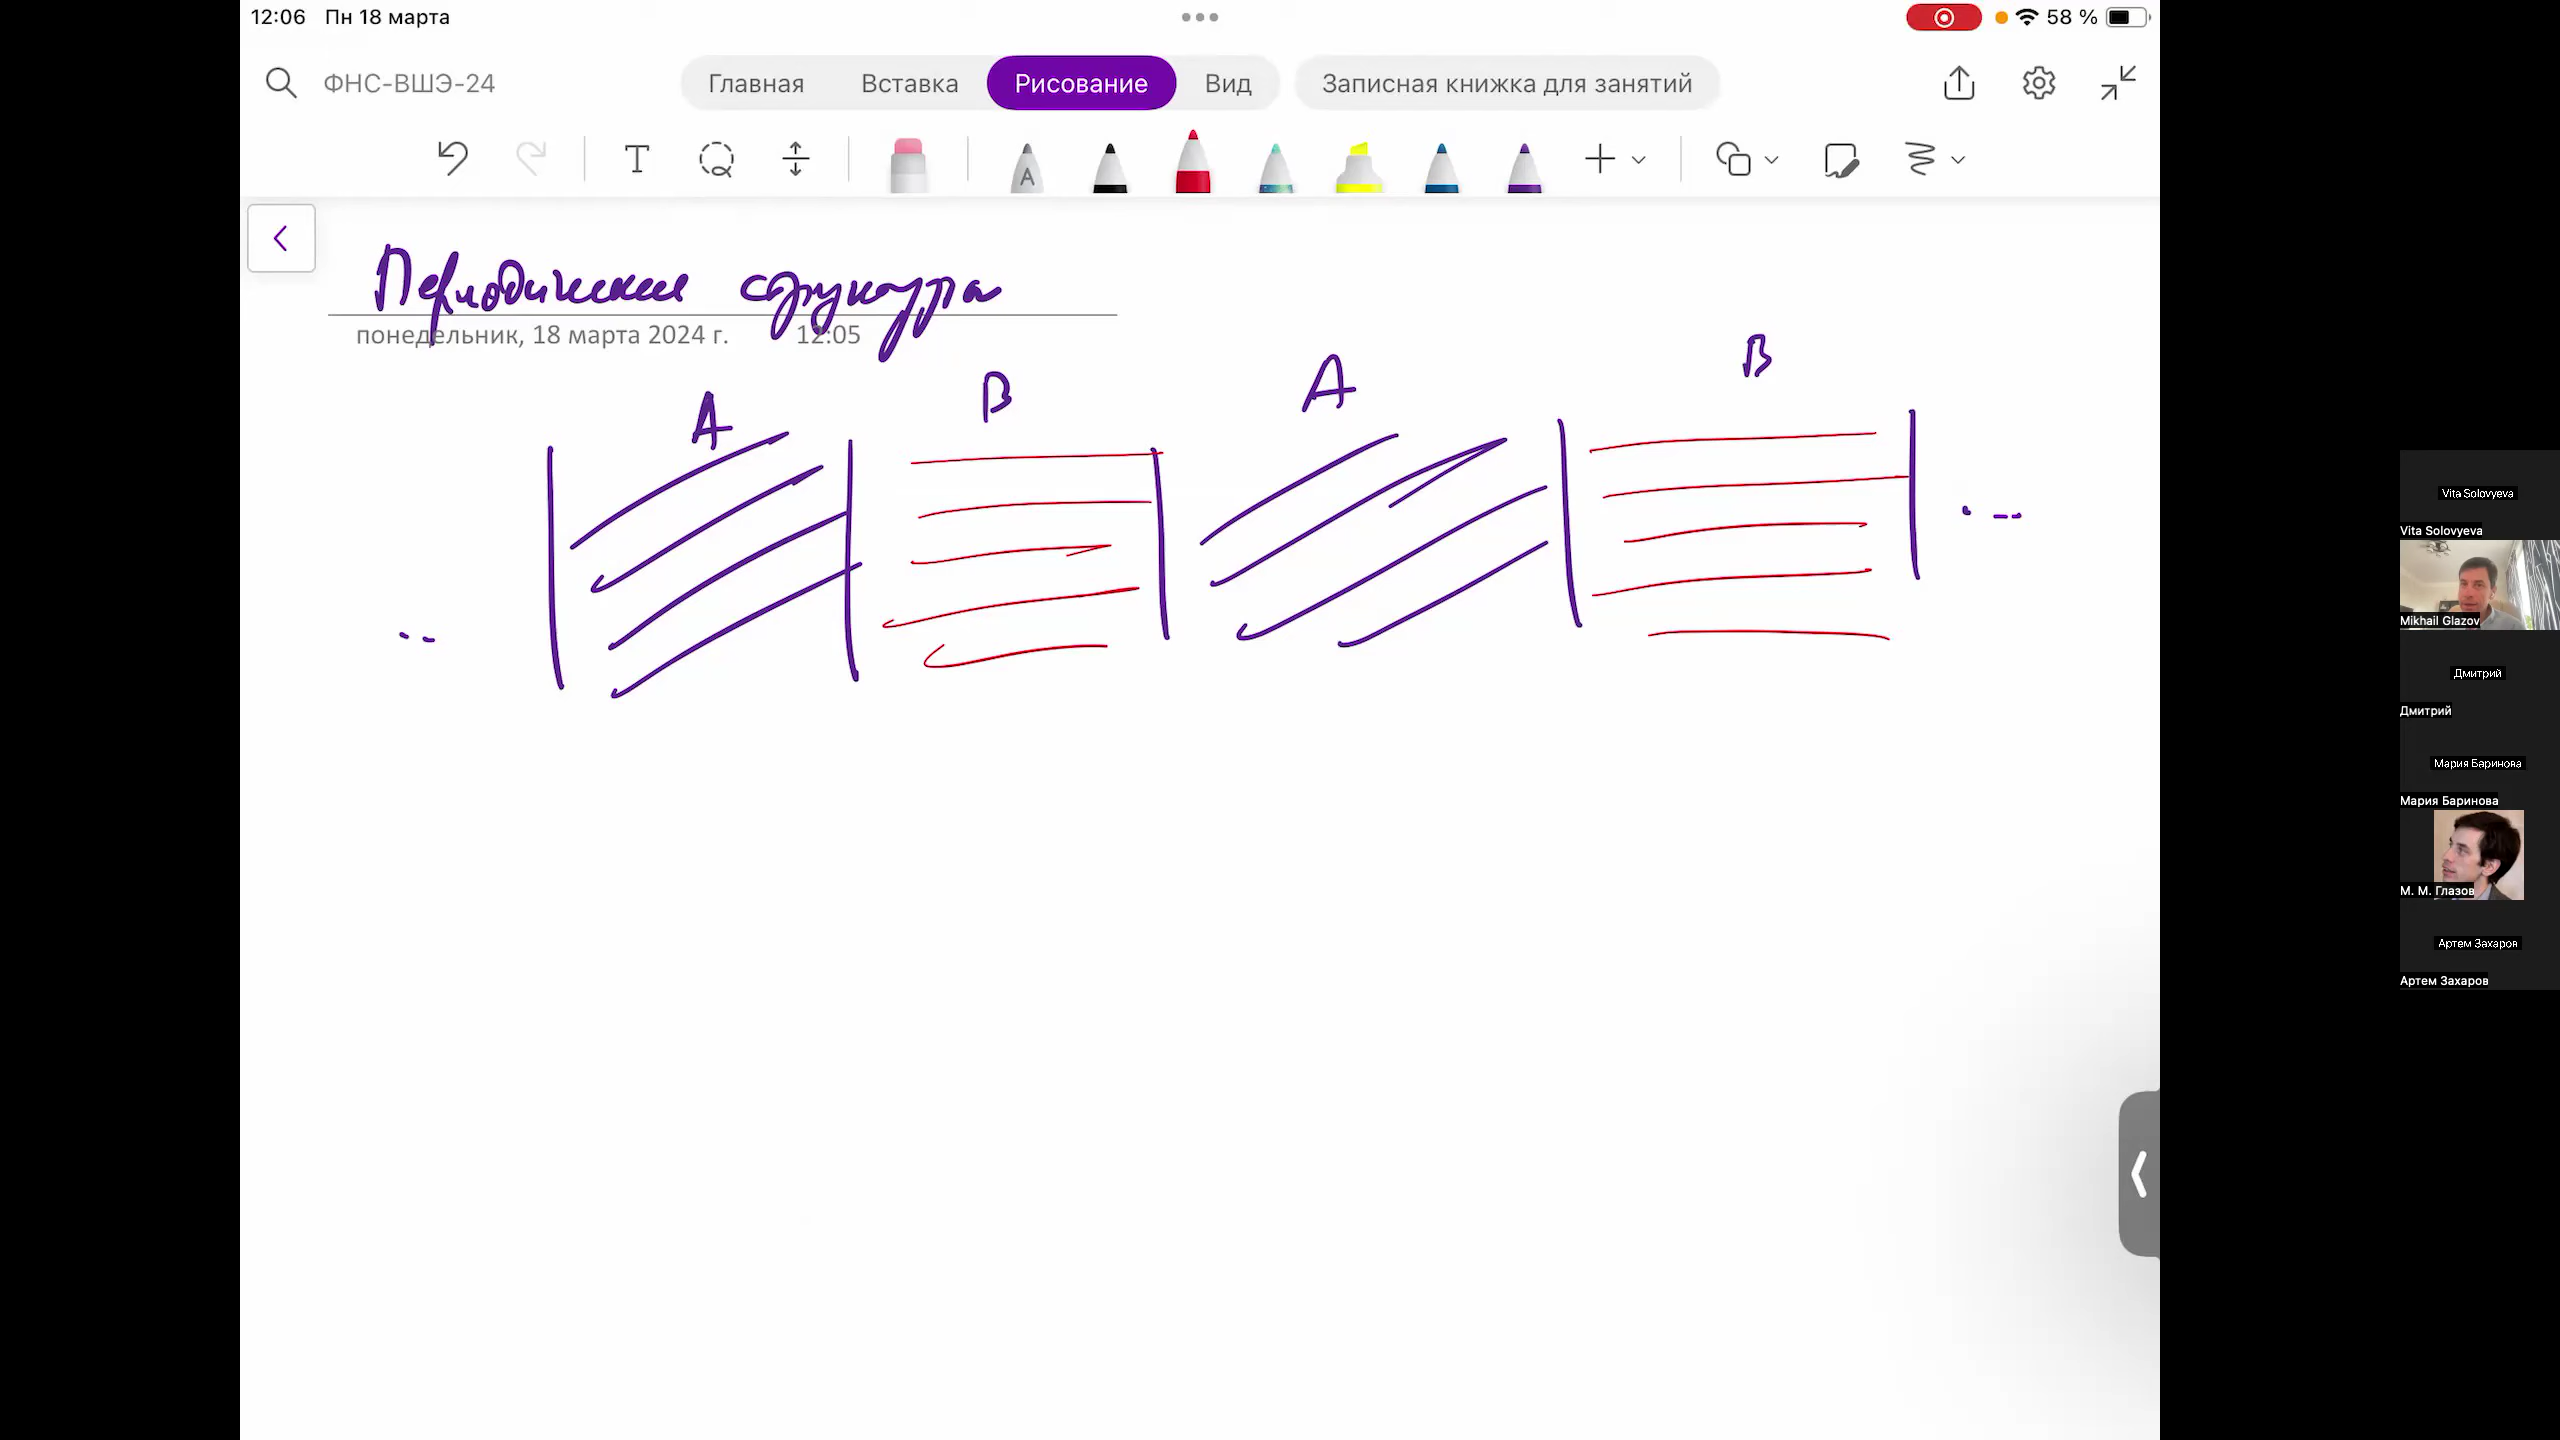 12:06 Пн 18 марта 58 %
ФНС-ВШЭ-24 Главная Вставка Рисование Вид Записная книжка для занятий
T A
Периодические структуры
понедельник, 18 марта 2024 г. 12:05
A B A B
Vita Solovyeva
Vita Solovyeva
Mikhail Glazov
Дмитрий
Дмитрий
Мария Баринова
Мария Баринова
М. М. Глазов
Артем Захаров
Артем Захаров